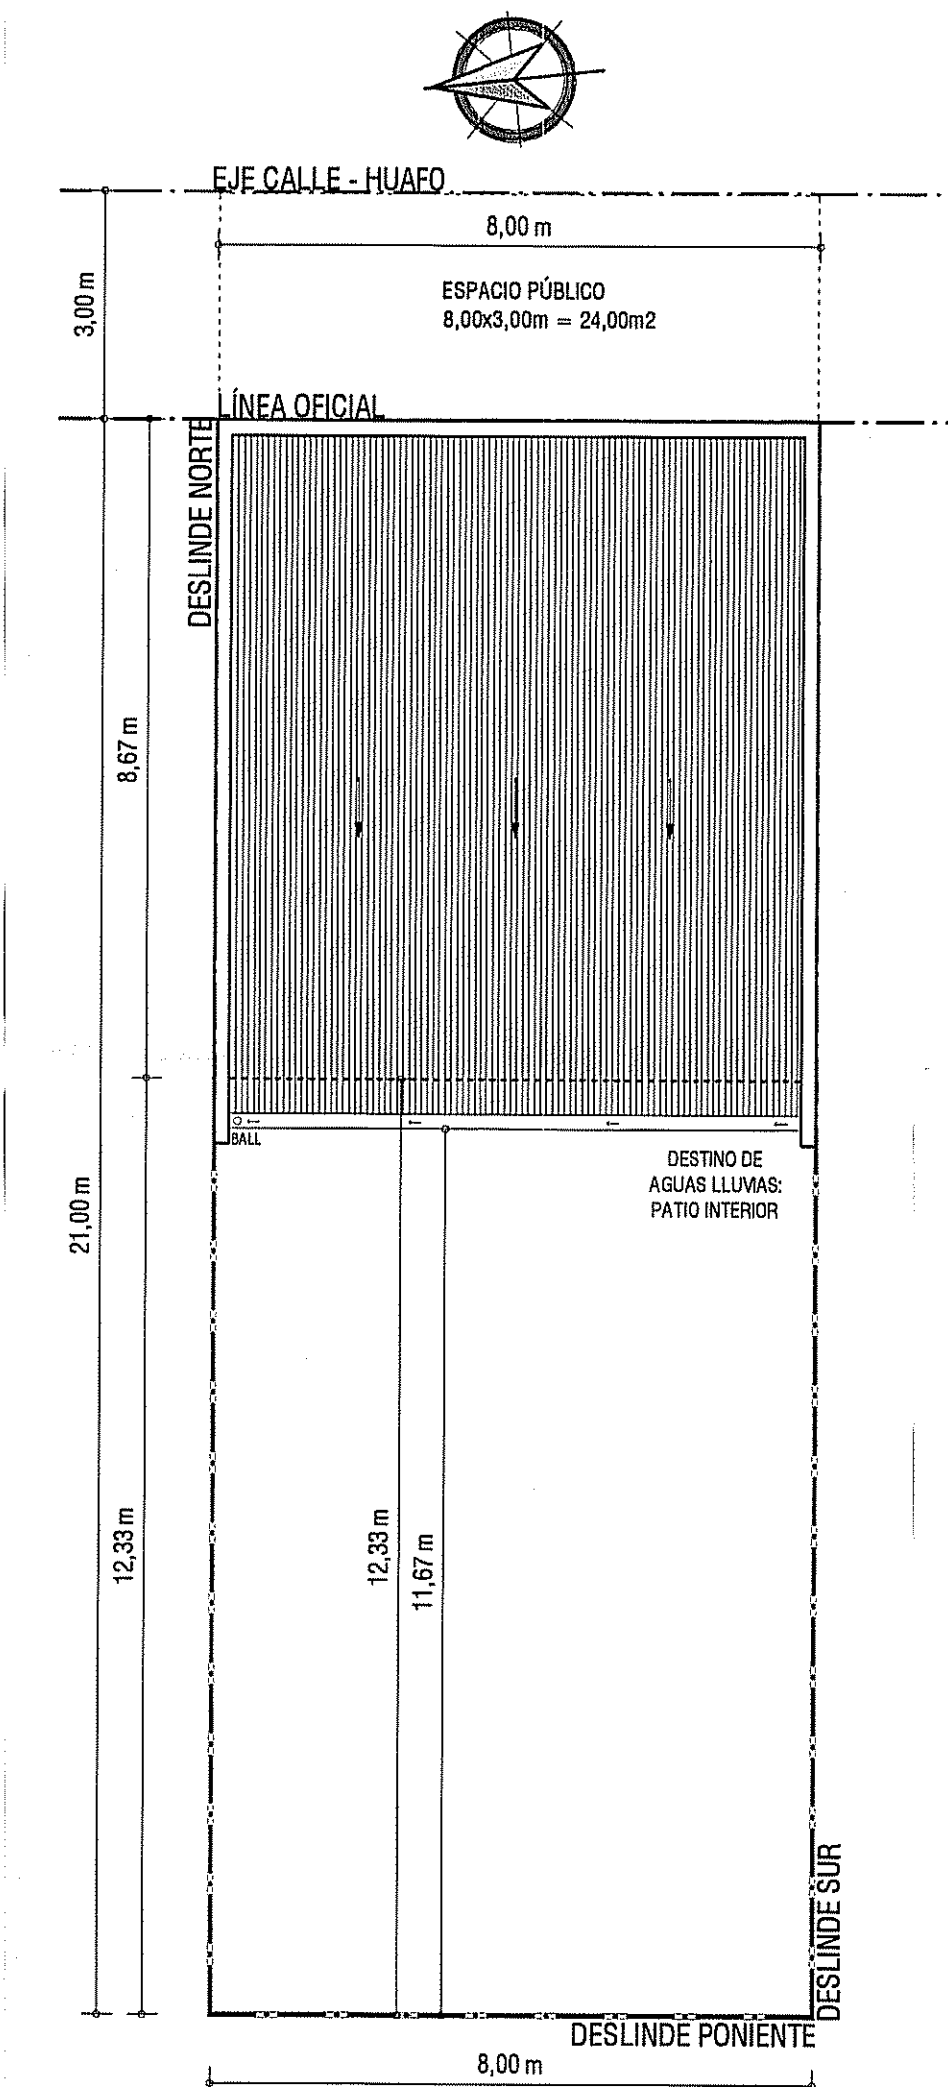 EJE CALLE - HUAFO
8,00 m
3,00 m
ESPACIO PÚBLICO
8,00x3,00m = 24,00m2
LÍNEA OFICIAL
DESLINDE NORTE
8,67 m
BALL
DESTINO DE
AGUAS LLUVIAS:
PATIO INTERIOR
21,00 m
12,33 m
12,33 m
11,67 m
DESLINDE SUR
DESLINDE PONIENTE
8,00 m